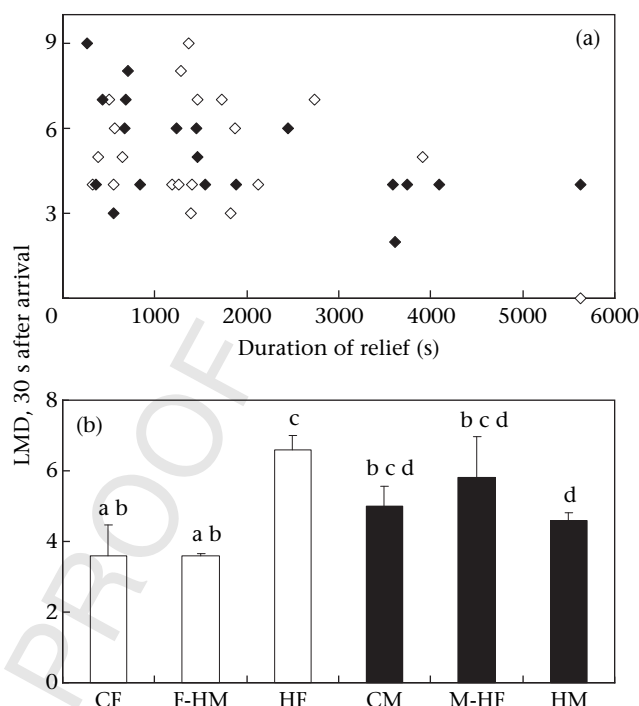 9
(a)
6
3
0
1000
2000
3000
4000
5000
6000
Duration of relief (s)
LMD, 30 s after arrival
8
(b)
c
b c d
b c d
6
a b
a b
d
4
2
0
CF
F-HM
HF
CM
M-HF
HM
PROOF